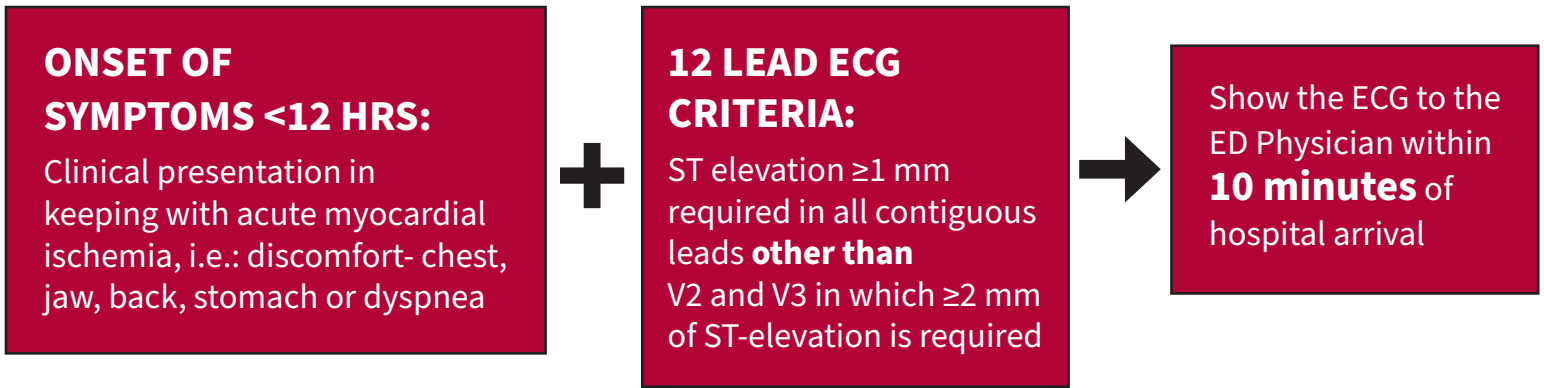 ONSET OF
SYMPTOMS <12 HRS:
Clinical presentation in
keeping with acute myocardial
ischemia, i.e.: discomfort- chest,
jaw, back, stomach or dyspnea
12 LEAD ECG
CRITERIA:
ST elevation ≥1 mm
required in all contiguous
leads other than
V2 and V3 in which ≥2 mm
of ST-elevation is required
Show the ECG to the
ED Physician within
10 minutes of
hospital arrival